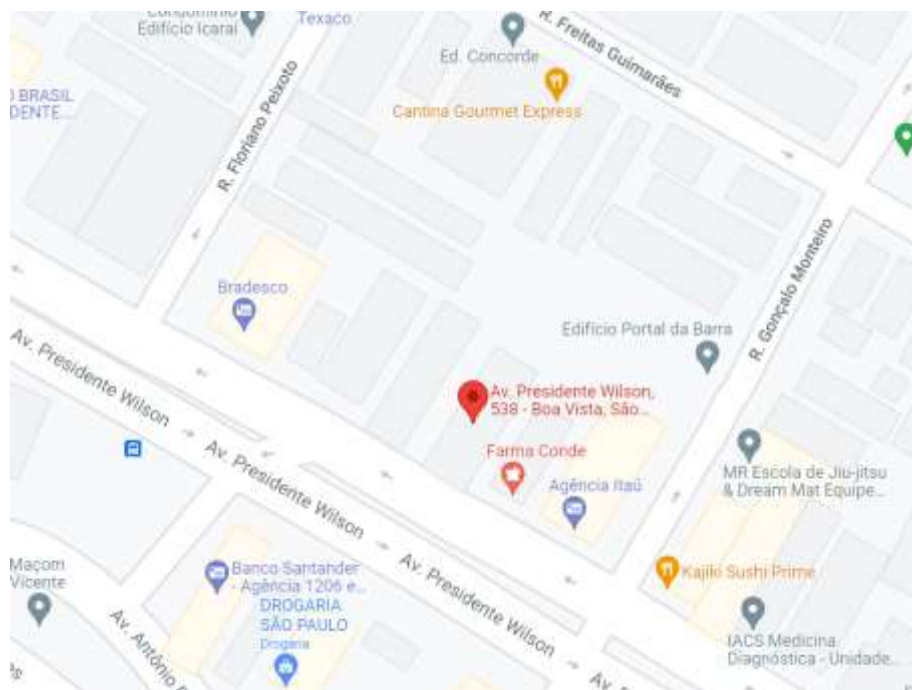 Condomínio
Edifício Icaraí
Texaco
R. Freitas Guimarães
Ed. Concorde
Cantina Gourmet Express
BRASIL
DENTE...
R. Floriano Peixoto
R. Gonçalo Monteiro
Bradesco
Edifício Portal da Barra
Av. Presidente Wilson
Av. Presidente Wilson,
538 - Boa Vista, São...
Farma Conde
Agência Itaú
MR Escola de Jiu-jitsu
& Dream Mat Equipe...
Av. Presidente Wilson
Av. Presidente Wilson
Maçom
Vicente
Banco Santander
- Agência 1206 e...
DROGARIA
SÃO PAULO
Drogaria
Kajiki Sushi Prime
Av. Antônio
IACS Medicina
Diagnóstica - Unidade...
Av. Pr